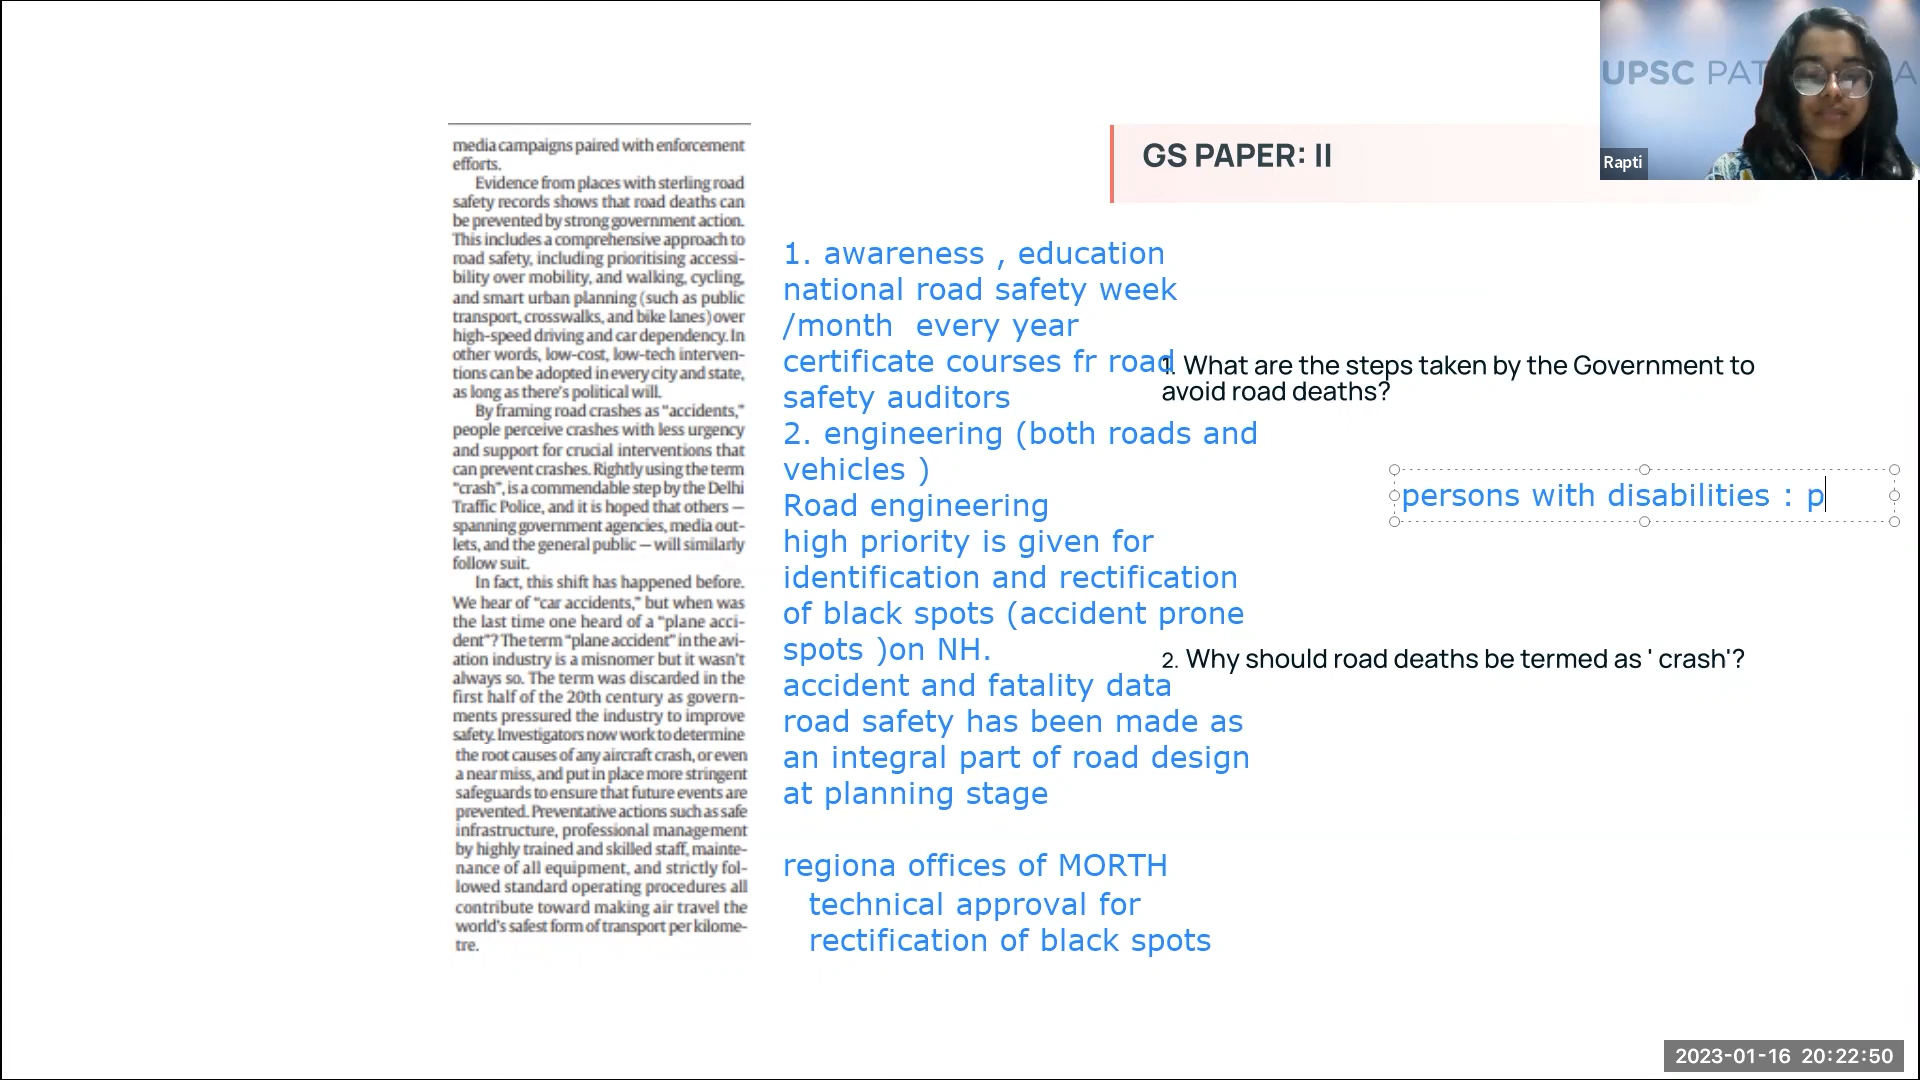 media campaigns paired with enforcement
efforts.
Evidence from places with sterling road
safety records shows that road deaths can
be prevented by strong government action.
This includes a comprehensive approach to
road safety, including prioritising accessi-
bility over mobility, and walking, cycling,
and smart urban planning (such as public
transport, crosswalks, and bike lanes) over
high-speed driving and car dependency. In
other words, low-cost, low-tech interven-
tions can be adopted in every city and state,
as long as there's political will.
By framing road crashes as "accidents,"
people perceive crashes with less urgency
and support for crucial interventions that
can prevent crashes. Rightly using the term
"crash", is a commendable step by the Delhi
Traffic Police, and it is hoped that others —
spanning government agencies, media out-
lets, and the general public — will similarly
follow suit.
In fact, this shift has happened before.
We hear of "car accidents," but when was
the last time one heard of a "plane acci-
dent"? The term "plane accident" in the avi-
ation industry is a misnomer but it wasn't
always so. The term was discarded in the
first half of the 20th century as govern-
ments pressured the industry to improve
safety. Investigators now work to determine
the root causes of any aircraft crash, or even
a near miss, and put in place more stringent
safeguards to ensure that future events are
prevented. Preventative actions such as safe
infrastructure, professional management
by highly trained and skilled staff, mainte-
nance of all equipment, and strictly fol-
lowed standard operating procedures all
contribute toward making air travel the
world's safest form of transport per kilome-
tre.
1. awareness , education
national road safety week
/month every year
certificate courses fr road
safety auditors
2. engineering (both roads and
vehicles )
Road engineering
high priority is given for
identification and rectification
of black spots (accident prone
spots )on NH.
accident and fatality data
road safety has been made as
an integral part of road design
at planning stage
regiona offices of MORTH
technical approval for
rectification of black spots
GS PAPER: II
1. What are the steps taken by the Government to
avoid road deaths?
persons with disabilities : p
2. Why should road deaths be termed as ' crash'?
UPSC PAT A
Rapti
2023-01-16 20:22:50